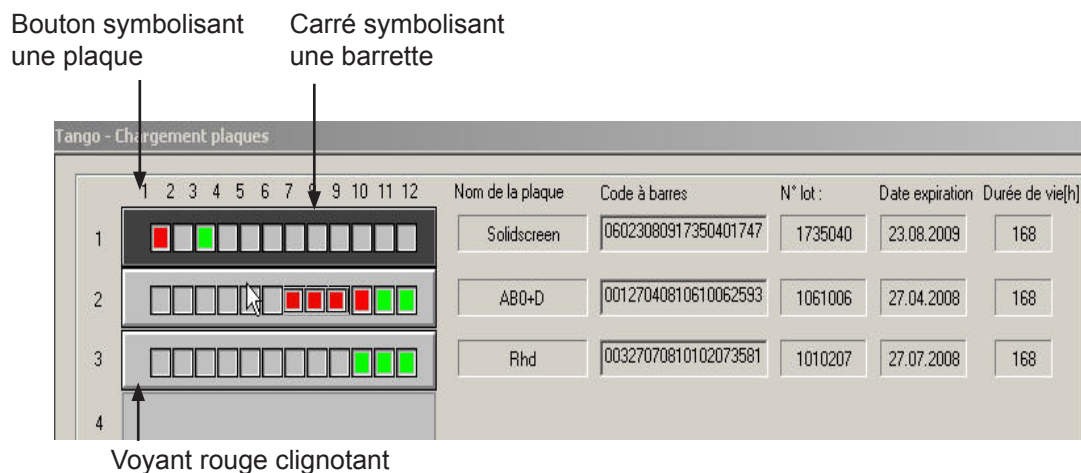 Bouton symbolisant
une plaque
Carré symbolisant
une barrette
Tango - Chargement plaques
1 2 3 4 5 6 7 8 9 10 11 12 Nom de la plaque Code à barres N° lot : Date expiration Durée de vie[h]
1 Solidscreen 06023080917350401747 1735040 23.08.2009 168
2 AB0+D 00127040810610062593 1061006 27.04.2008 168
3 Rhd 00327070810102073581 1010207 27.07.2008 168
4
Voyant rouge clignotant